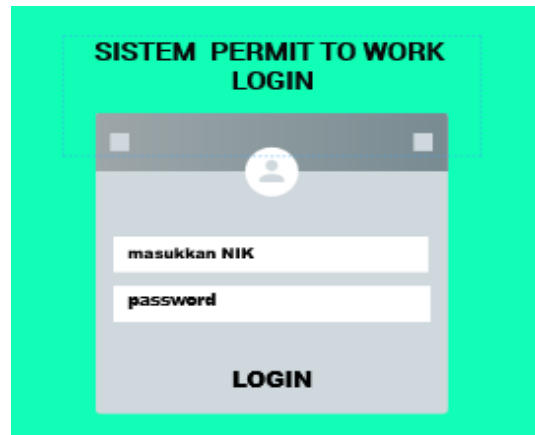 SISTEM  PERMIT TO WORK
LOGIN
masukkan NIK
password
LOGIN